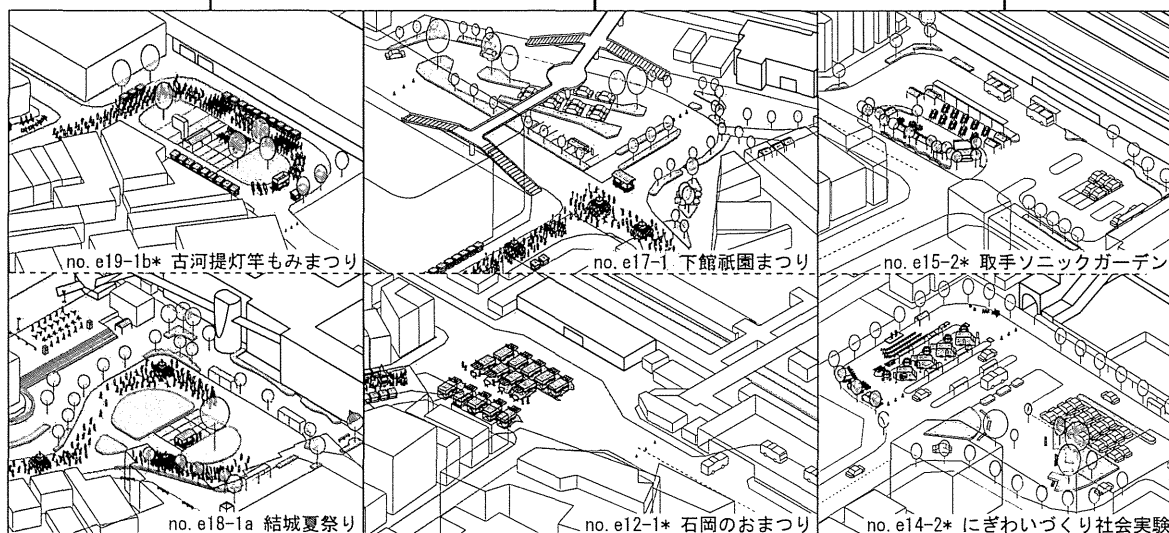 no. e19-1b* 古河提灯竿もみまつり
no. e17-1 下館祇園まつり
no. e15-2* 取手ソニックガーデン
no. e18-1a 結城夏祭り
no. e12-1* 石岡のおまつり
no. e14-2* にぎわいづくり社会実験